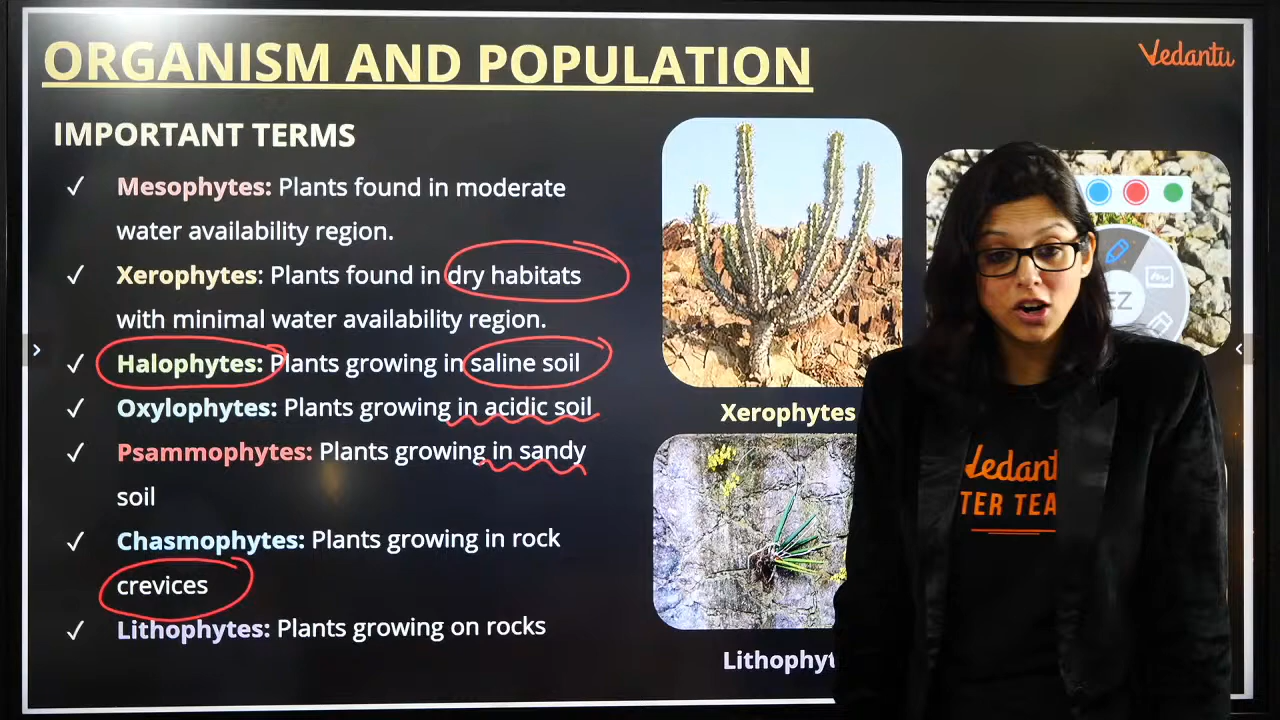 ORGANISM AND POPULATION
Vedantu
IMPORTANT TERMS
✓ Mesophytes: Plants found in moderate
water availability region.
✓ Xerophytes: Plants found in dry habitats
with minimal water availability region.
✓ Halophytes: Plants growing in saline soil
✓ Oxylophytes: Plants growing in acidic soil
✓ Psammophytes: Plants growing in sandy
soil
✓ Chasmophytes: Plants growing in rock
crevices
✓ Lithophytes: Plants growing on rocks
Xerophytes
Lithophyt
EZ
Vedant
TER TEA